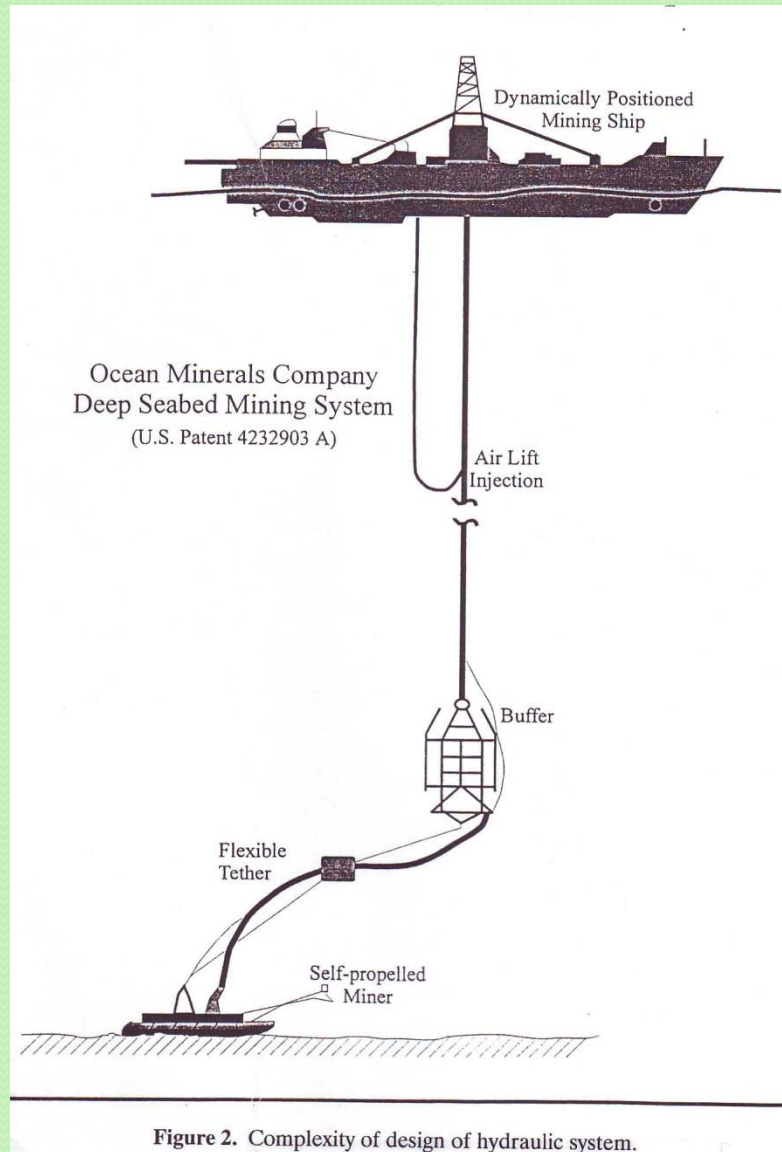 Dynamically Positioned
Mining Ship
Ocean Minerals Company
Deep Seabed Mining System
(U.S. Patent 4232903 A)
Air Lift
Injection
Buffer
Flexible
Tether
Self-propelled
Miner
Figure 2. Complexity of design of hydraulic system.